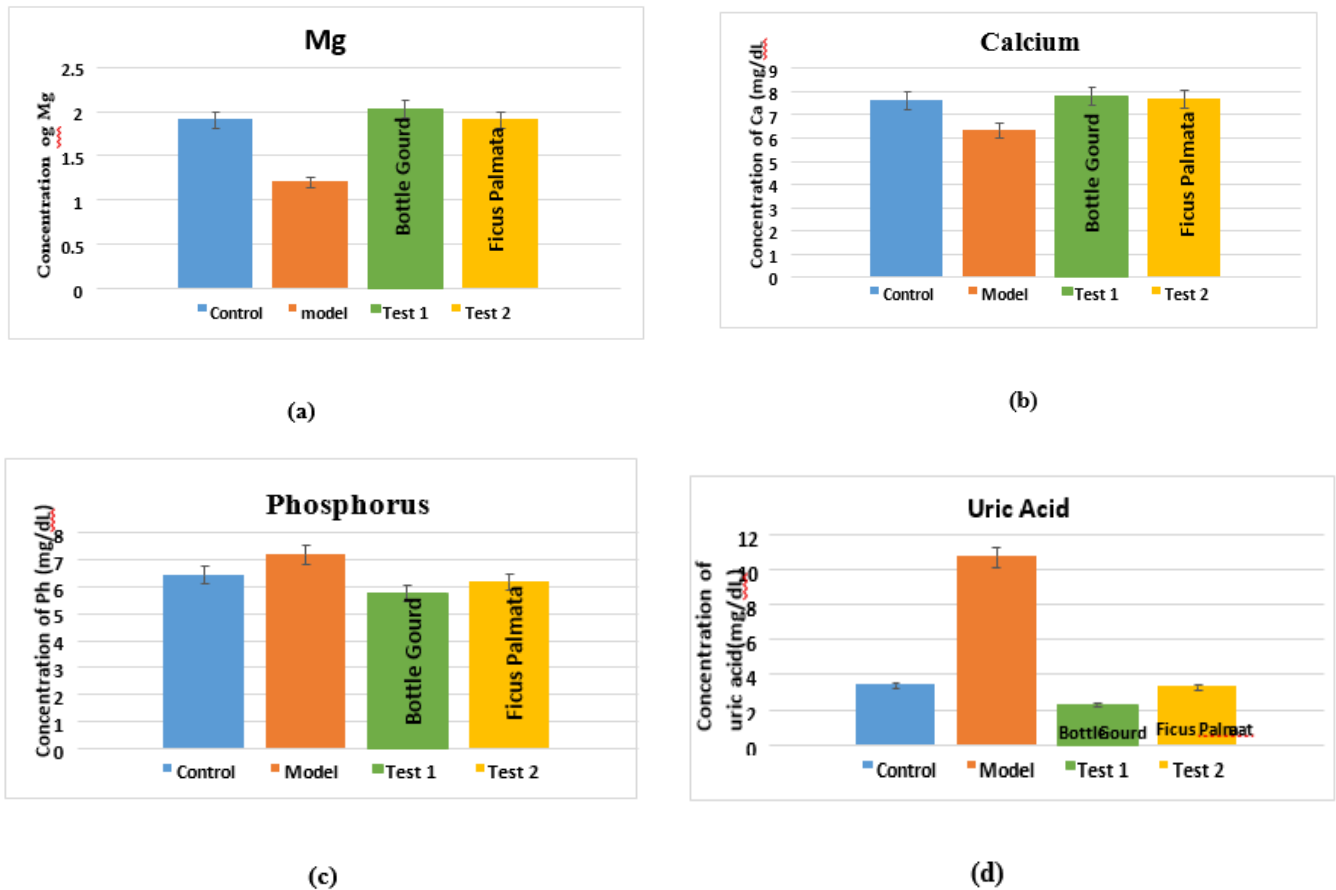 Mg
Concentration og Mg
2.5
2
1.5
1
0.5
0
Bottle Gourd
Ficus Palmata
Control
model
Test 1
Test 2
(a)
Calcium
Concentration of Ca (mg/dL
9
8
7
6
5
4
3
2
1
0
Bottle Gourd
Ficus Palmata
Control
Model
Test 1
Test 2
(b)
Phosphorus
Concentration of Ph (mg/dL)
8
7
6
5
4
3
2
1
0
Bottle Gourd
Ficus Palmata
Control
Model
Test 1
Test 2
(c)
Uric Acid
Concentration of
uric acid(mg/dL)
12
10
8
6
4
2
0
Bottle Gourd
Ficus Palmat
Control
Model
Test 1
Test 2
(d)